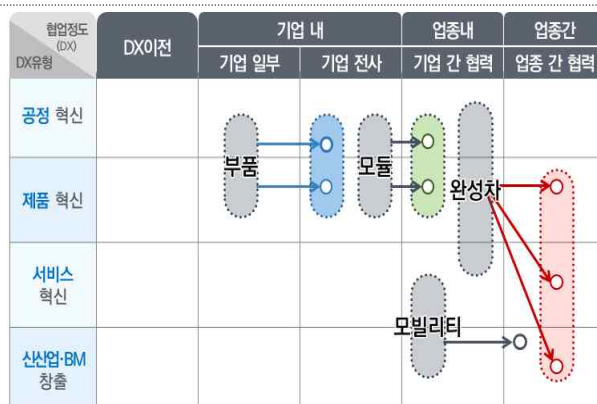 협업정도
(DX)
DX유형
DX이전
기업 내
업종내
업종간
기업 일부
기업 전사
기업 간 협력
업종 간 협력
공정 혁신
제품 혁신
서비스
혁신
신산업·BM
창출
부품
모듈
완성차
모빌리티